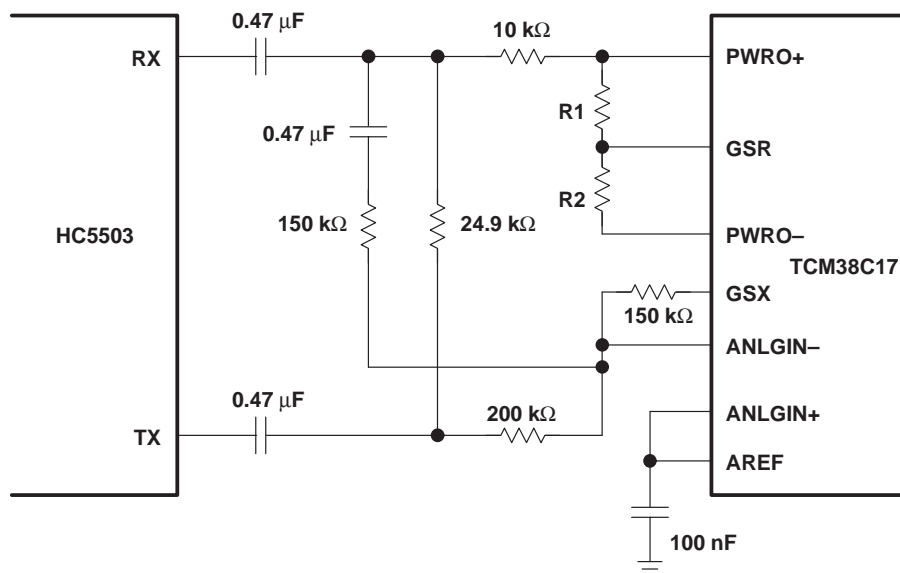 0.47 μF
10 kΩ
RX
PWRO+
R1
0.47 μF
GSR
R2
150 kΩ
24.9 kΩ
HC5503
PWRO–
TCM38C17
GSX
150 kΩ
ANLGIN–
0.47 μF
200 kΩ
ANLGIN+
TX
AREF
100 nF